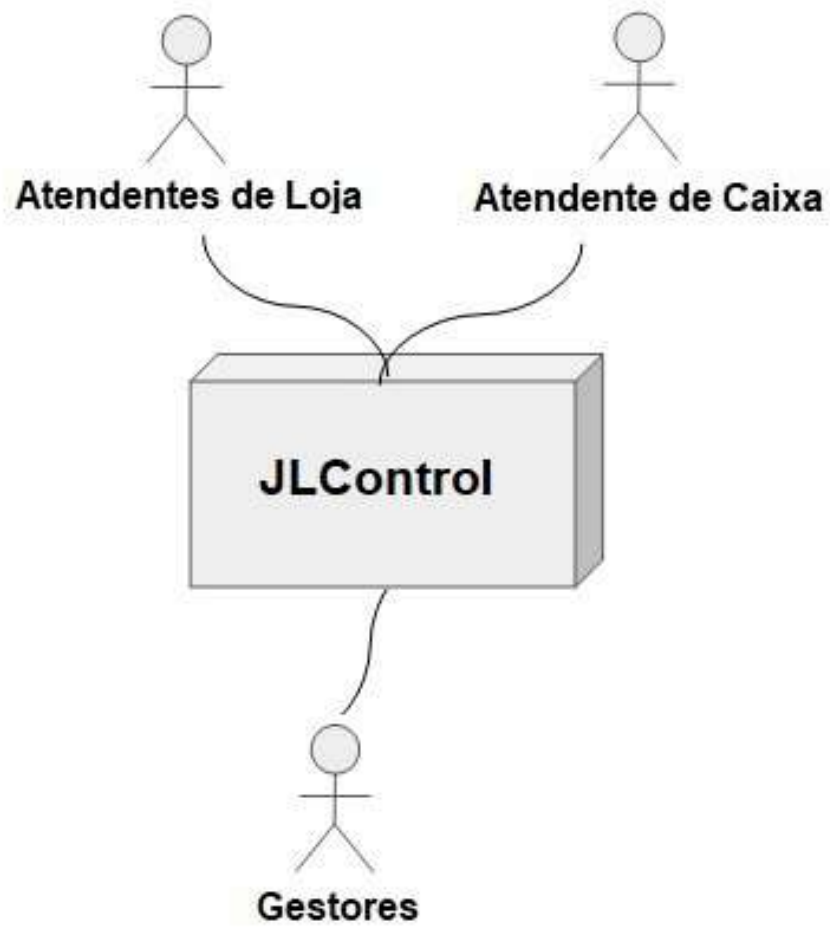 Atendentes de Loja
Atendente de Caixa
JLControl
Gestores